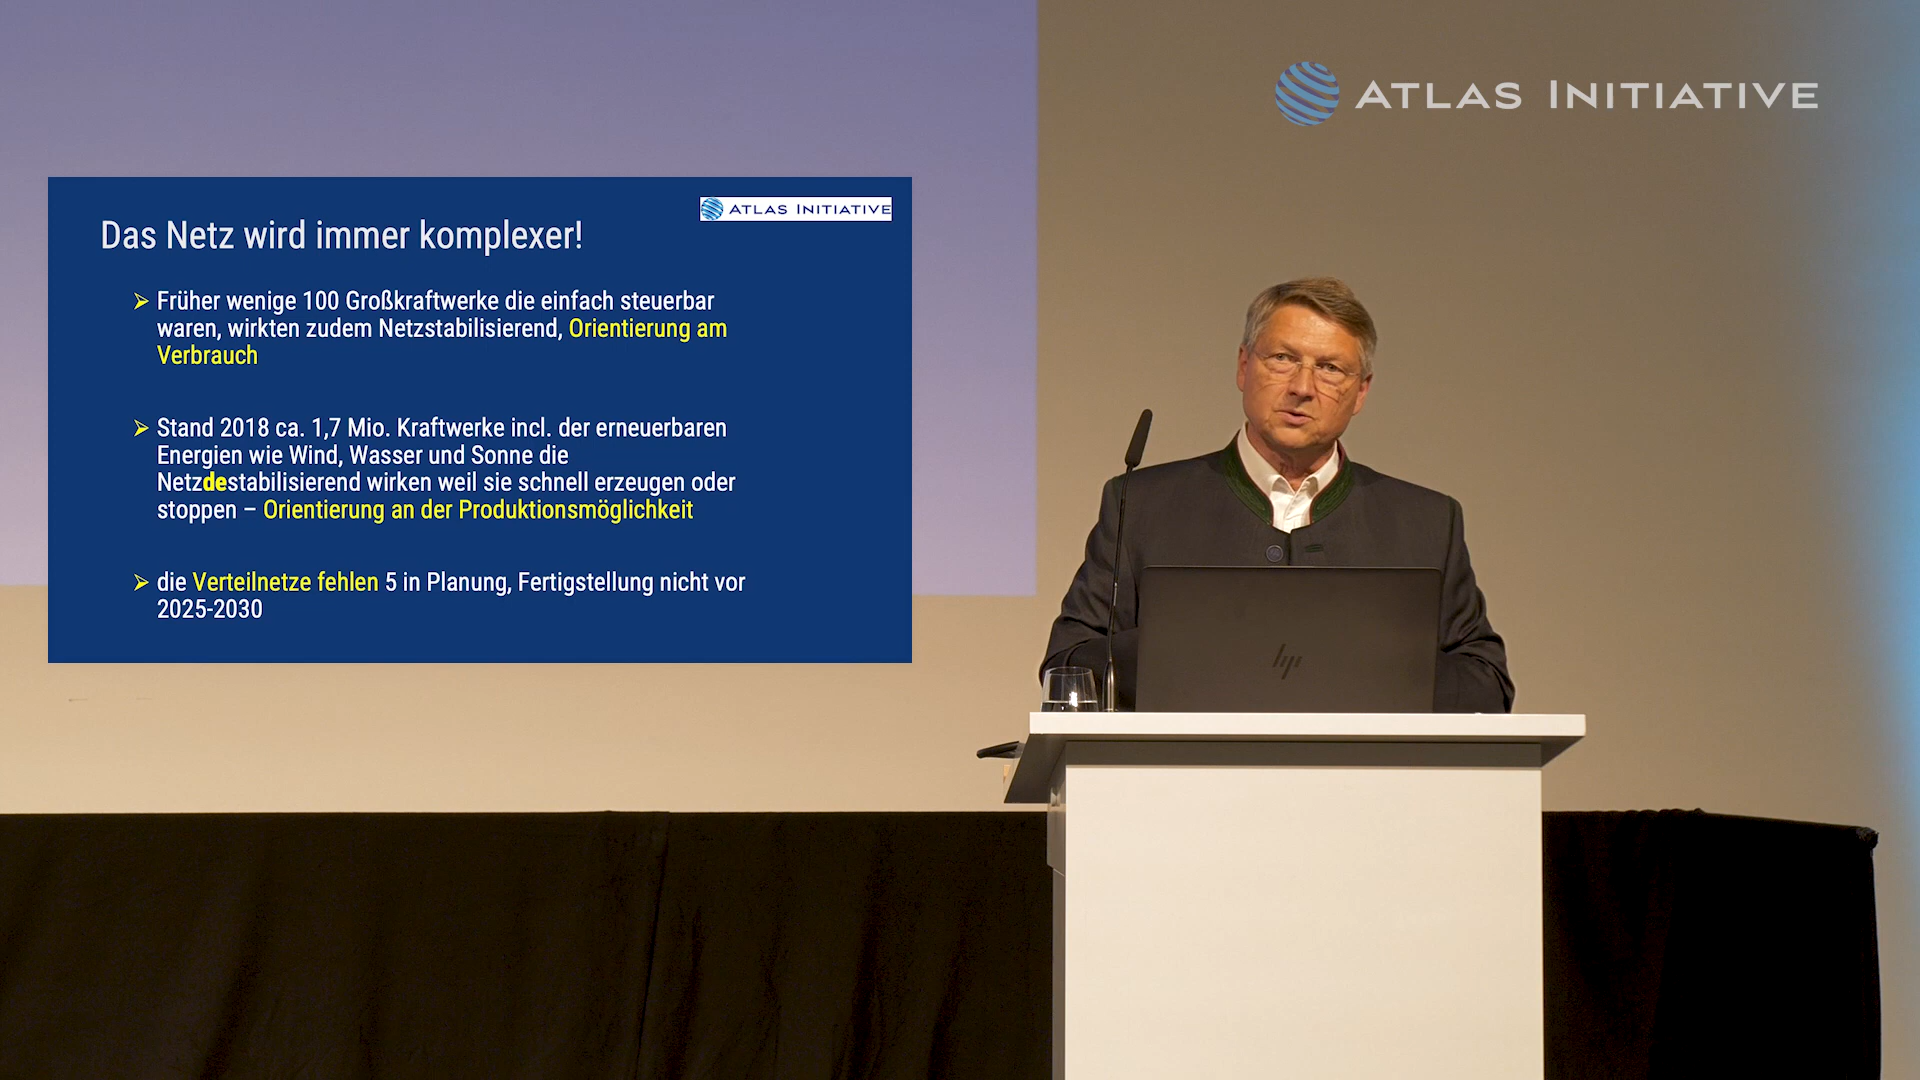 ATLAS INITIATIVE
ATLAS INITIATIVE
Das Netz wird immer komplexer!
➢ Früher wenige 100 Großkraftwerke die einfach steuerbar
waren, wirkten zudem Netzstabilisierend, Orientierung am
Verbrauch
➢ Stand 2018 ca. 1,7 Mio. Kraftwerke incl. der erneuerbaren
Energien wie Wind, Wasser und Sonne die
Netzdestabilisierend wirken weil sie schnell erzeugen oder
stoppen – Orientierung an der Produktionsmöglichkeit
➢ die Verteilnetze fehlen 5 in Planung, Fertigstellung nicht vor
2025-2030
hp